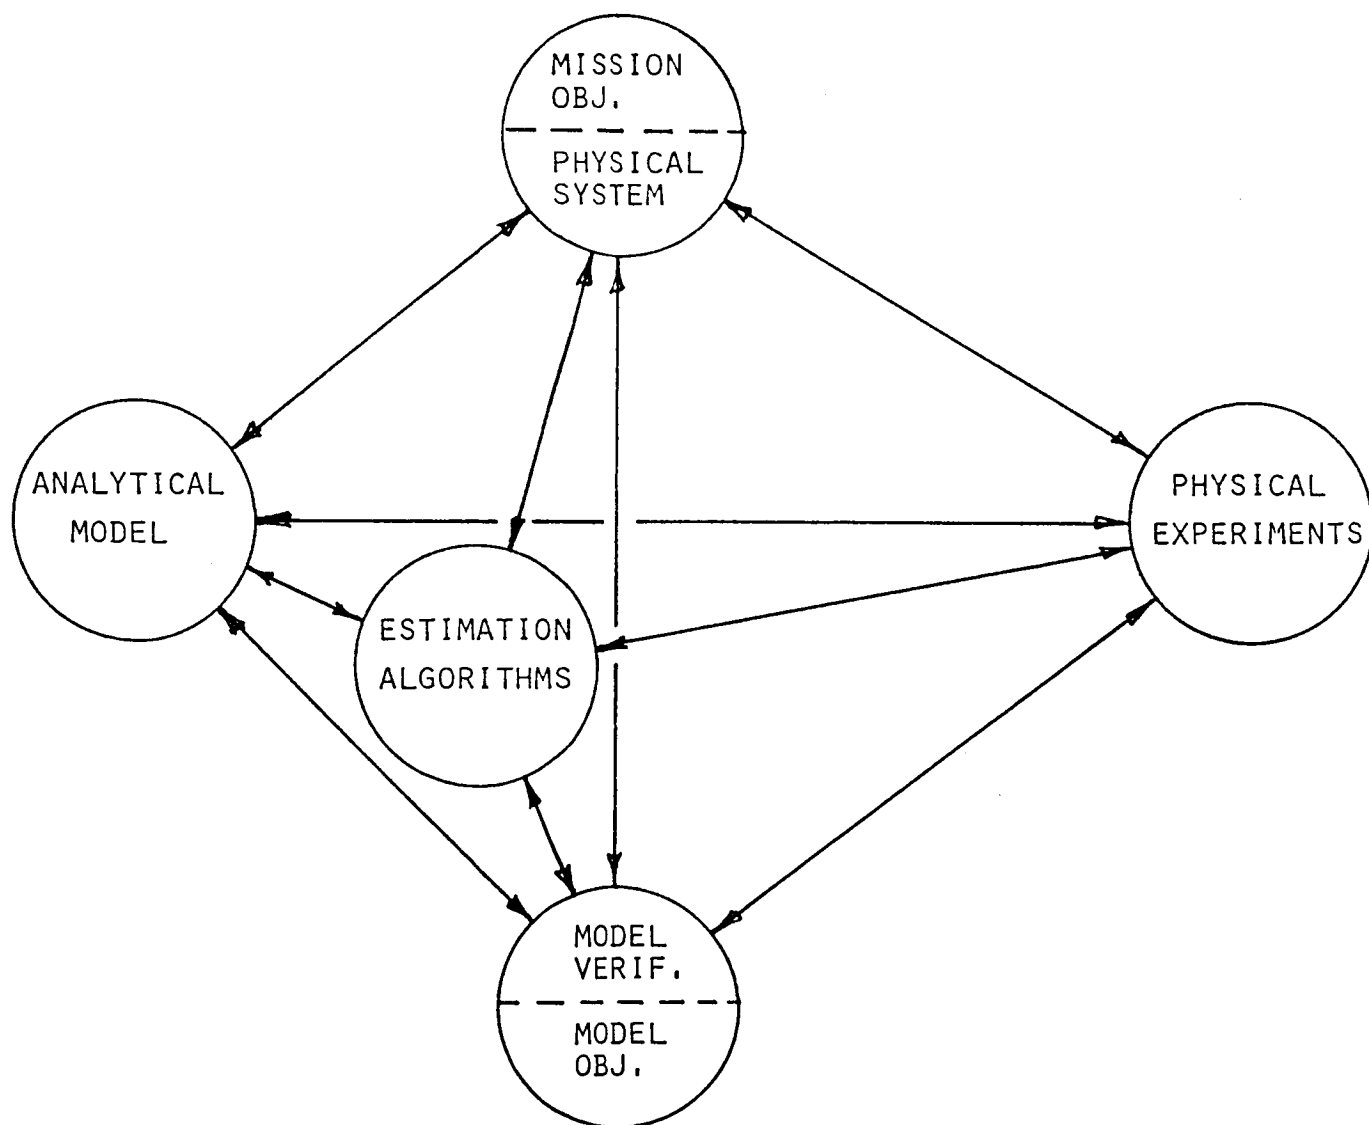 MISSION
OBJ.
PHYSICAL
SYSTEM
ANALYTICAL
MODEL
PHYSICAL
EXPERIMENTS
ESTIMATION
ALGORITHMS
MODEL
VERIF.
MODEL
OBJ.